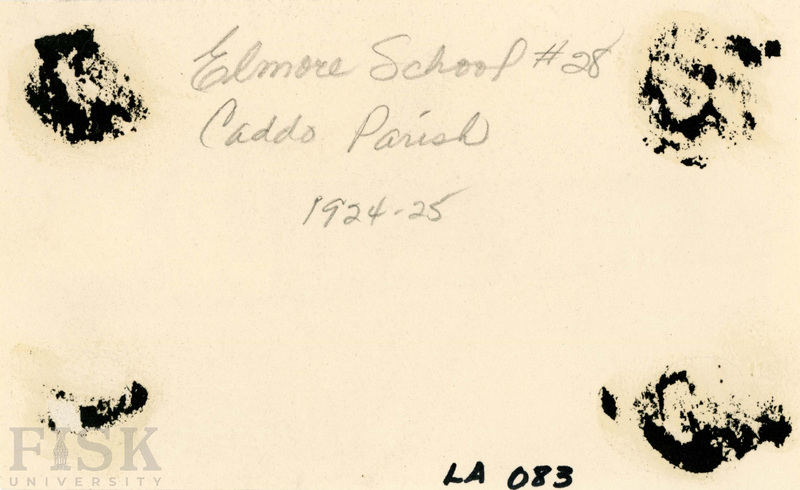 Elmore School #28
Caddo Parish
1924-25
FISK
UNIVERSITY
LA 083